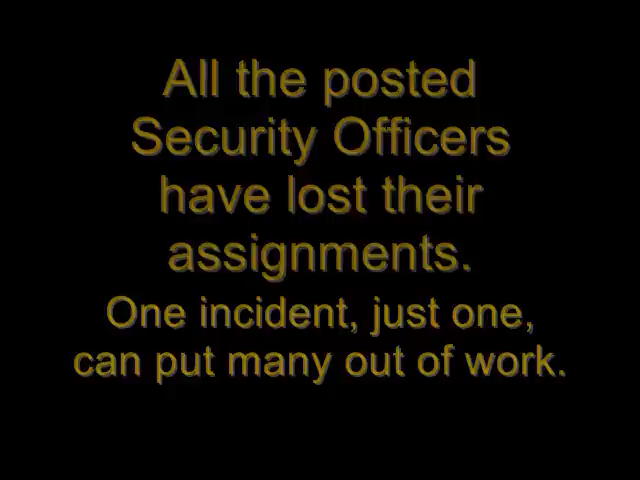 All the posted
Security Officers
have lost their
assignments.
One incident, just one,
can put many out of work.